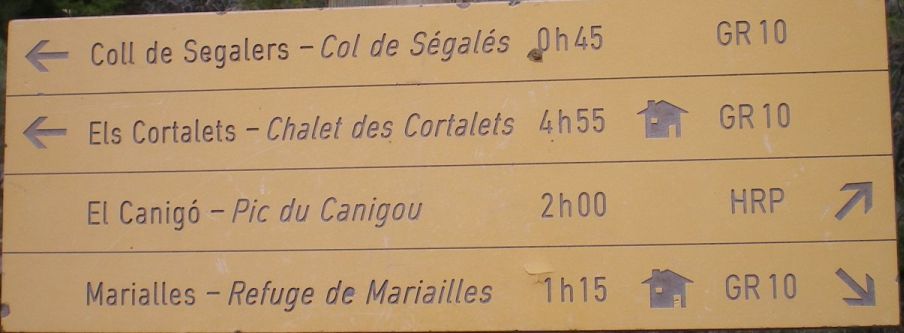 ← Coll de Segalers – Col de Ségalés 0h45 GR10
← Els Cortalets – Chalet des Cortalets 4h55 GR10
El Canigó – Pic du Canigou 2h00 HRP ↗
Marialles – Refuge de Mariailles 1h15 GR10 ↘